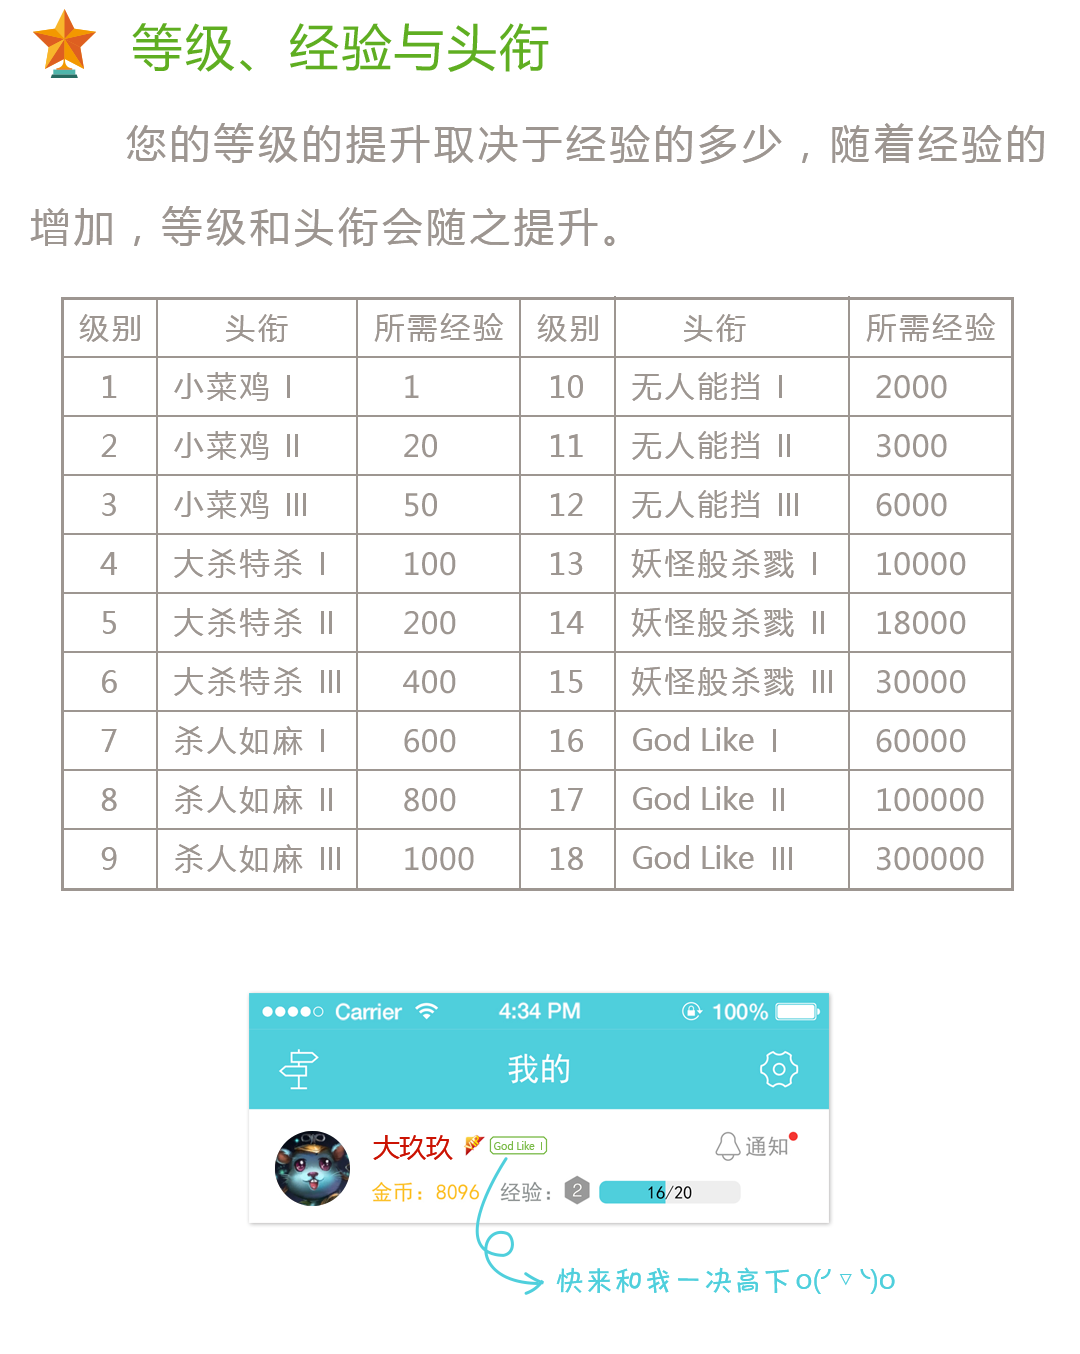 等级、经验与头衔
您的等级的提升取决于经验的多少，随着经验的
增加，等级和头衔会随之提升。
级别 头衔 所需经验 级别 头衔 所需经验
1 小菜鸡 I 1 10 无人能挡 I 2000
2 小菜鸡 II 20 11 无人能挡 II 3000
3 小菜鸡 III 50 12 无人能挡 III 6000
4 大杀特杀 I 100 13 妖怪般杀戮 I 10000
5 大杀特杀 II 200 14 妖怪般杀戮 II 18000
6 大杀特杀 III 400 15 妖怪般杀戮 III 30000
7 杀人如麻 I 600 16 God Like I 60000
8 杀人如麻 II 800 17 God Like II 100000
9 杀人如麻 III 1000 18 God Like III 300000
Carrier 4:34 PM 100%
我的
大玖玖 VIP God Like I 通知
金币：8096 经验：2 16/20
快来和我一决高下o(╯▽╰)o